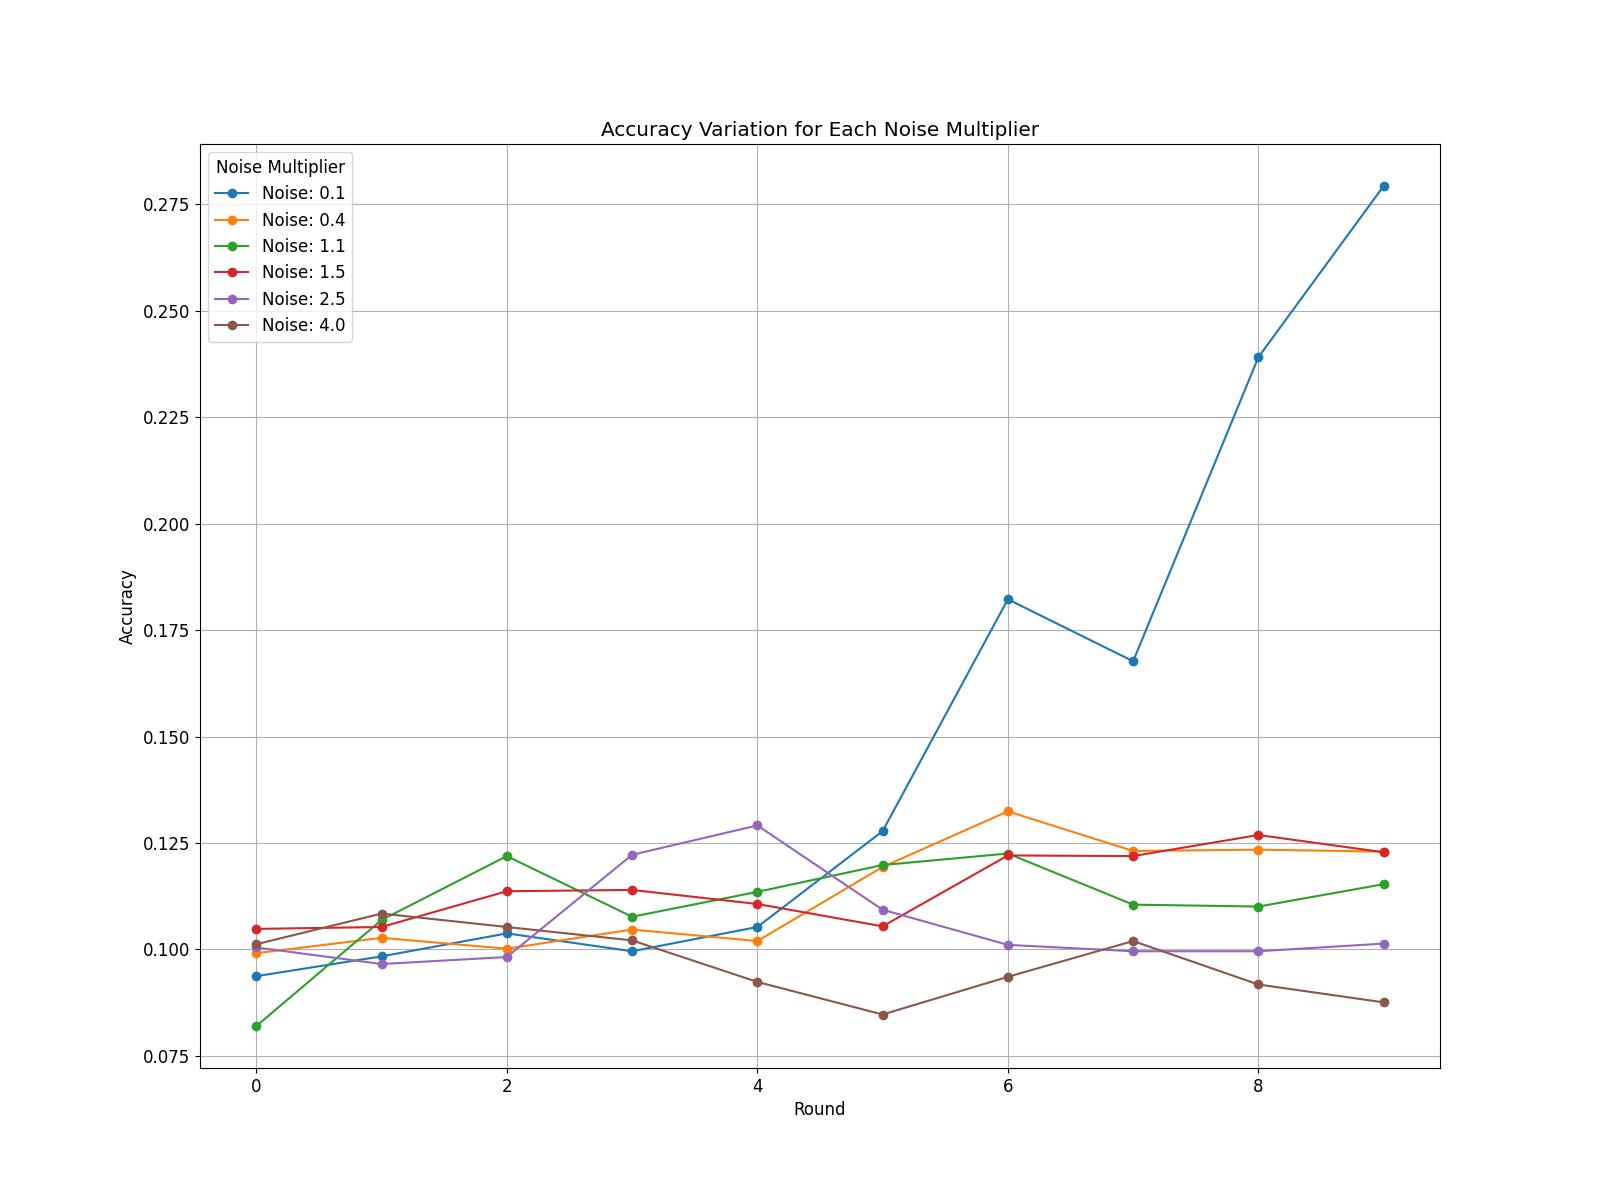 Accuracy Variation for Each Noise Multiplier
Noise Multiplier
Noise: 0.1
Noise: 0.4
Noise: 1.1
Noise: 1.5
Noise: 2.5
Noise: 4.0
0.275
0.250
0.225
0.200
0.175
0.150
0.125
0.100
0.075
Accuracy
0 2 4 6 8
Round